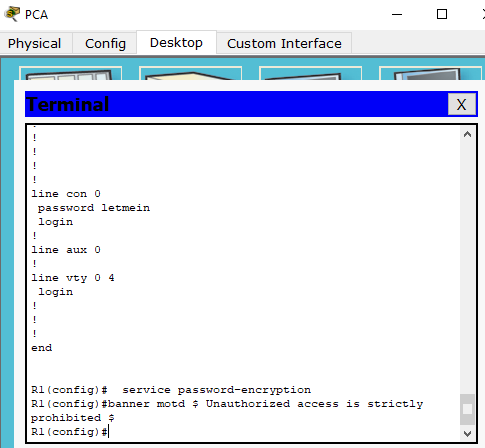 PCA
Physical Config Desktop Custom Interface
Terminal X
!
!
!
!
!
line con 0
password letmein
login
!
line aux 0
!
line vty 0 4
login
!
!
!
end
R1(config)#  service password-encryption
R1(config)#banner motd $ Unauthorized access is strictly
prohibited $
R1(config)#